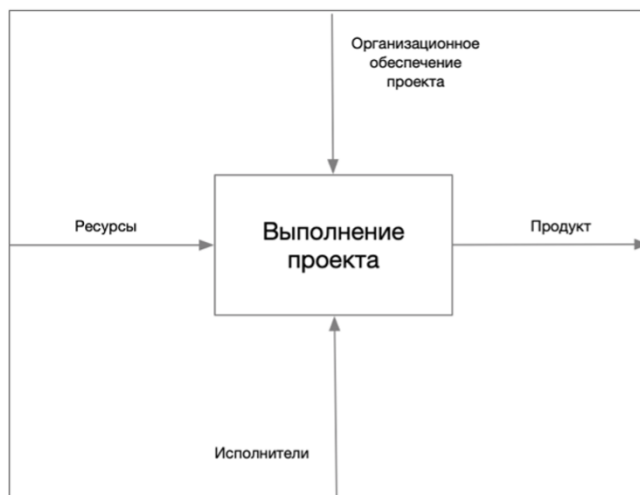 Организационное
обеспечение
проекта
Ресурсы
Выполнение
проекта
Продукт
Исполнители